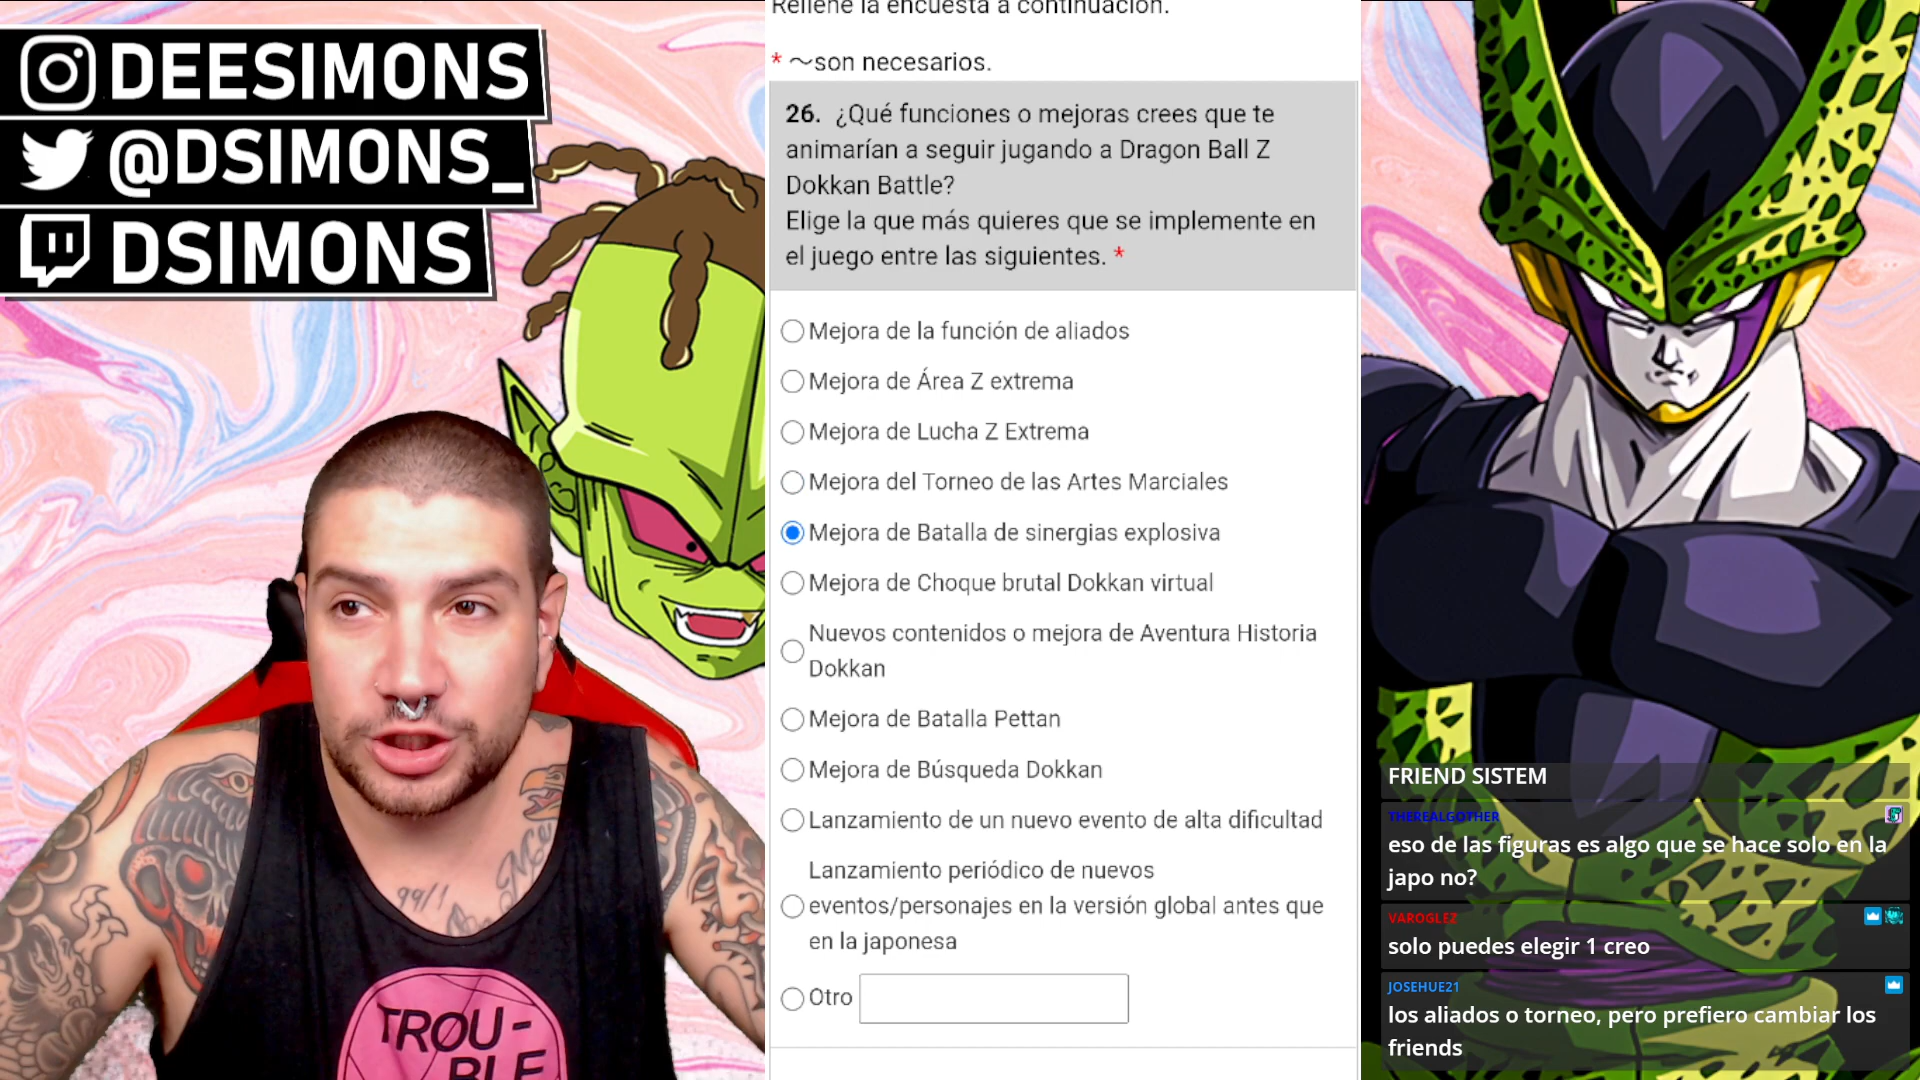 DEESIMONS
@DSIMONS_
DSIMONS
Rellene la encuesta a continuación.
* ～son necesarios.
26. ¿Qué funciones o mejoras crees que te
animarían a seguir jugando a Dragon Ball Z
Dokkan Battle?
Elige la que más quieres que se implemente en
el juego entre las siguientes. *
Mejora de la función de aliados
Mejora de Área Z extrema
Mejora de Lucha Z Extrema
Mejora del Torneo de las Artes Marciales
Mejora de Batalla de sinergias explosiva
Mejora de Choque brutal Dokkan virtual
Nuevos contenidos o mejora de Aventura Historia
Dokkan
Mejora de Batalla Pettan
Mejora de Búsqueda Dokkan
Lanzamiento de un nuevo evento de alta dificultad
Lanzamiento periódico de nuevos
eventos/personajes en la versión global antes que
en la japonesa
Otro
FRIEND SISTEM
THEREALGOTHER
eso de las figuras es algo que se hace solo en la
japo no?
VAROGLEZ
solo puedes elegir 1 creo
JOSEHUE21
los aliados o torneo, pero prefiero cambiar los
friends
TROU-
BLE
99/1